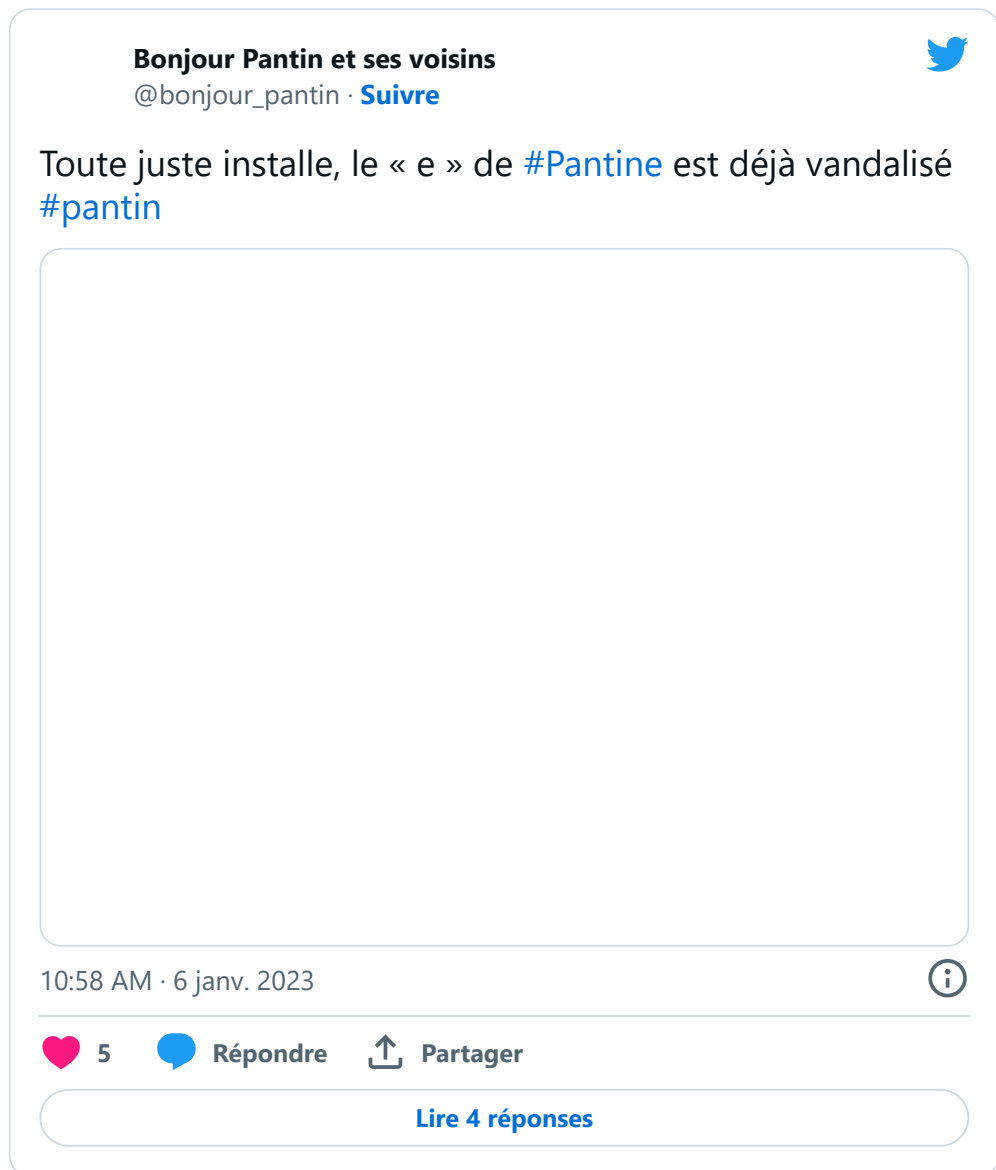 Bonjour Pantin et ses voisins
@bonjour_pantin · Suivre
Toute juste installe, le « e » de #Pantine est déjà vandalisé
#pantin
10:58 AM · 6 janv. 2023
5 Répondre Partager
Lire 4 réponses